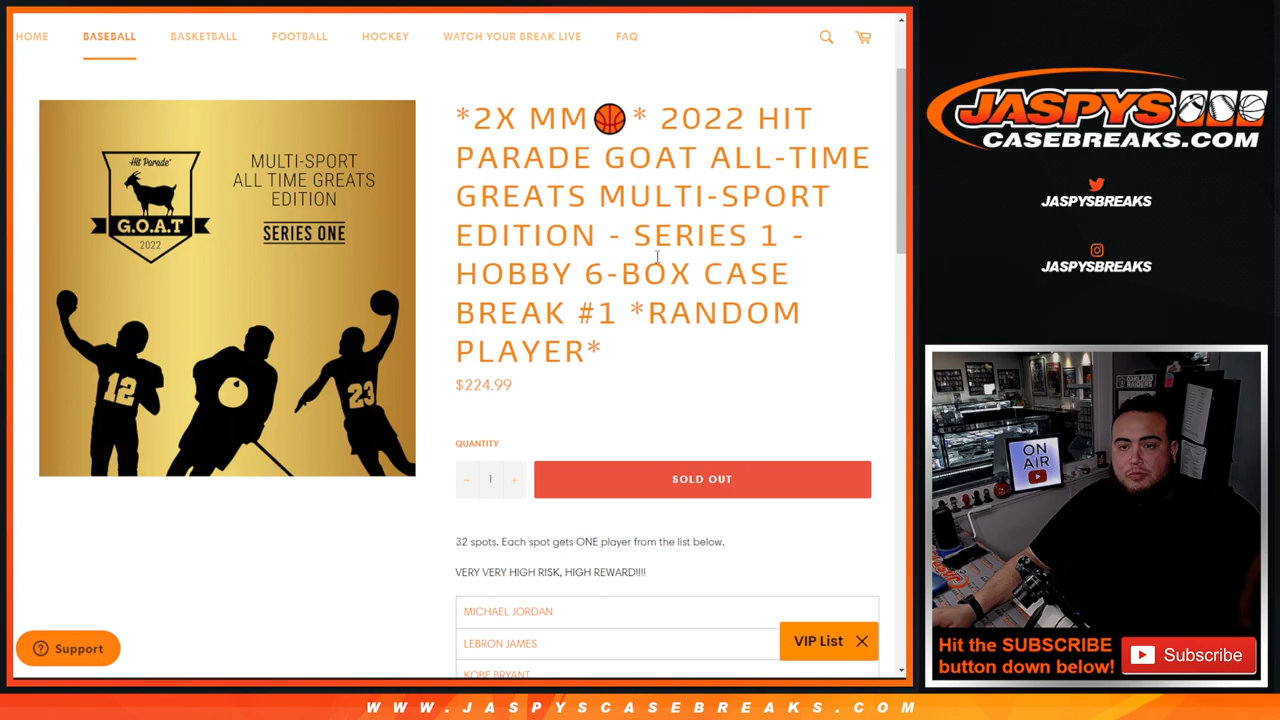 HOME BASEBALL BASKETBALL FOOTBALL HOCKEY WATCH YOUR BREAK LIVE FAQ
Hit Parade
G.O.A.T
2022
MULTI-SPORT
ALL TIME GREATS
EDITION
SERIES ONE
12
23
*2X MM🏀* 2022 HIT
PARADE GOAT ALL-TIME
GREATS MULTI-SPORT
EDITION - SERIES 1 -
HOBBY 6-BOX CASE
BREAK #1 *RANDOM
PLAYER*
$224.99
QUANTITY
− 1 +
SOLD OUT
32 spots. Each spot gets ONE player from the list below.
VERY VERY HIGH RISK, HIGH REWARD!!!!
MICHAEL JORDAN
LEBRON JAMES
KOBE BRYANT
Support
VIP List
JASPYS
CASEBREAKS.COM
JASPYSBREAKS
JASPYSBREAKS
OAKLAND
RAIDERS
ON
AIR
Hit the SUBSCRIBE
button down below!
Subscribe
WWW.JASPYSCASEBREAKS.COM